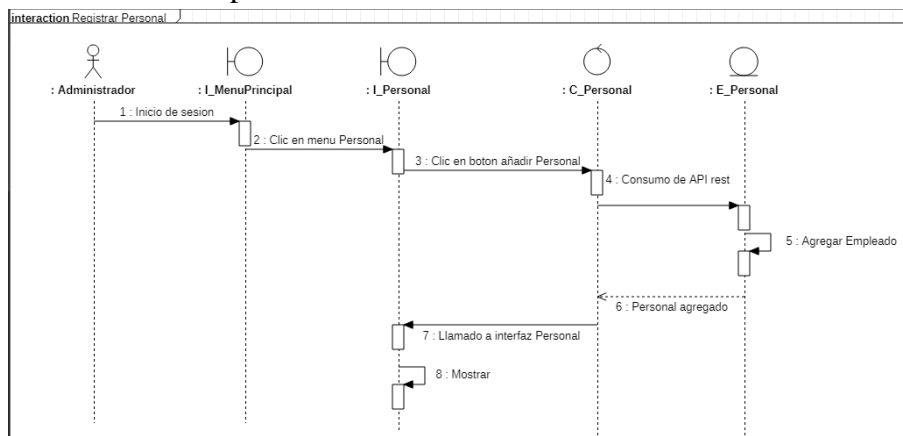 interaction Registrar Personal
: Administrador
: I_MenuPrincipal
: I_Personal
: C_Personal
: E_Personal
1 : Inicio de sesion
2 : Clic en menu Personal
3 : Clic en boton añadir Personal
4 : Consumo de API rest
5 : Agregar Empleado
6 : Personal agregado
7 : Llamado a interfaz Personal
8 : Mostrar